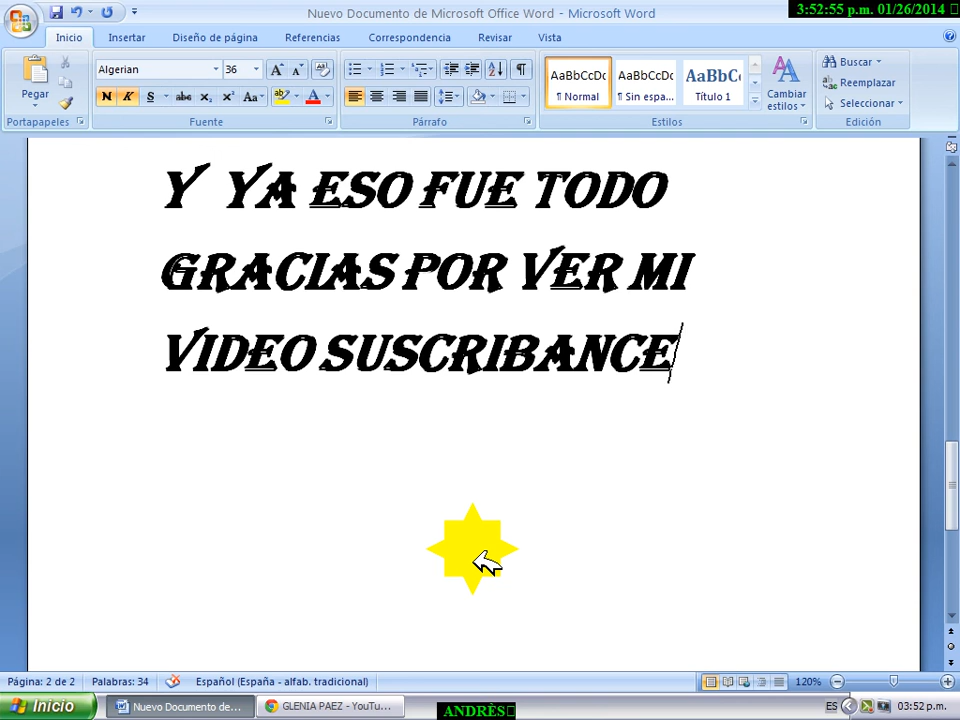 Nuevo Documento de Microsoft Office Word - Microsoft Word
3:52:55 p.m. 01/26/2014
Inicio Insertar Diseño de página Referencias Correspondencia Revisar Vista
Pegar
Algerian 36
N K S abc x₂ x² Aa
AaBbCcDc AaBbCcDc AaBbC
¶ Normal ¶ Sin espa... Título 1
Cambiar estilos
Buscar
Reemplazar
Seleccionar
Portapapeles Fuente Párrafo Estilos Edición
Y YA ESO FUE TODO
GRACIAS POR VER MI
VIDEO SUSCRIBANCE
Página: 2 de 2 Palabras: 34 Español (España - alfab. tradicional) 120%
Inicio Nuevo Documento de... GLENIA PAEZ - YouTu... ES 03:52 p.m.
ANDRÈS